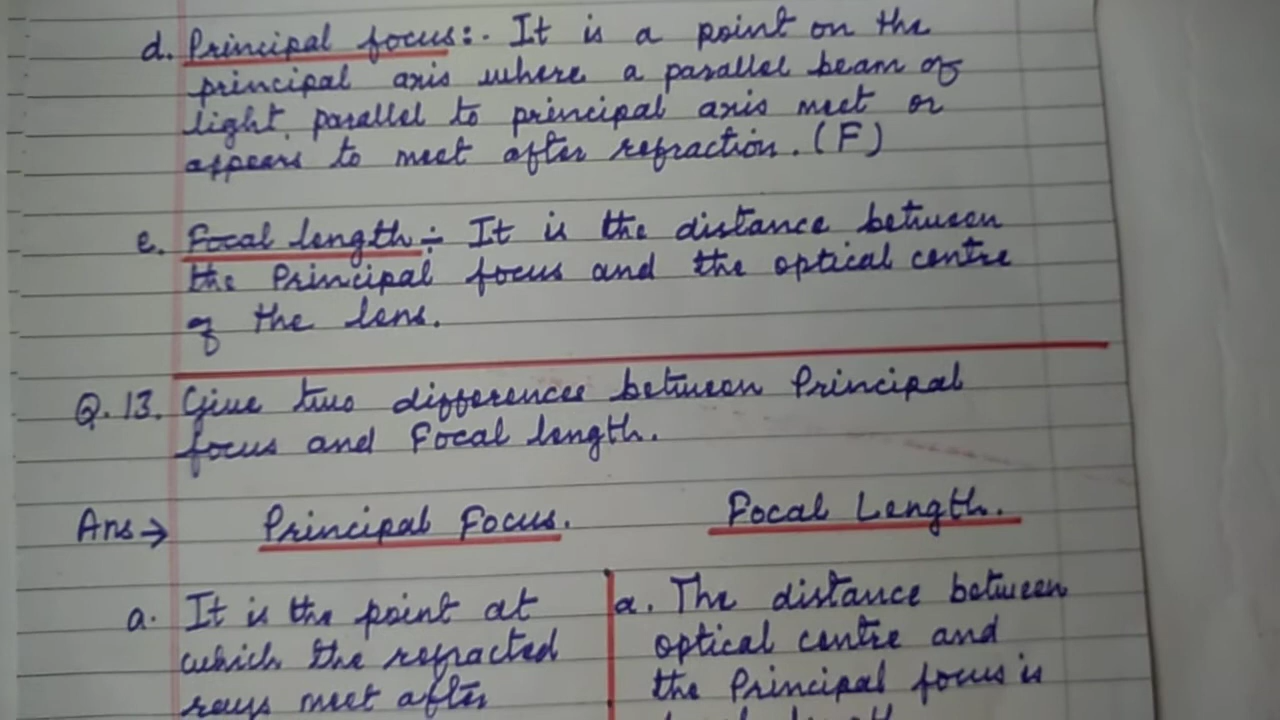 d. Principal focus:- It is a point on the
principal axis where a parallel beam of
light, parallel to principal axis meet or
appears to meet after refraction. (F)
e. Focal length:- It is the distance between
the Principal focus and the optical centre
of the lens.
Q.13. Give two differences between Principal
focus and Focal length.
Ans→ Principal Focus. Focal Length.
a. It is the point at
which the refracted
rays meet after
a. The distance between
optical centre and
the Principal focus is